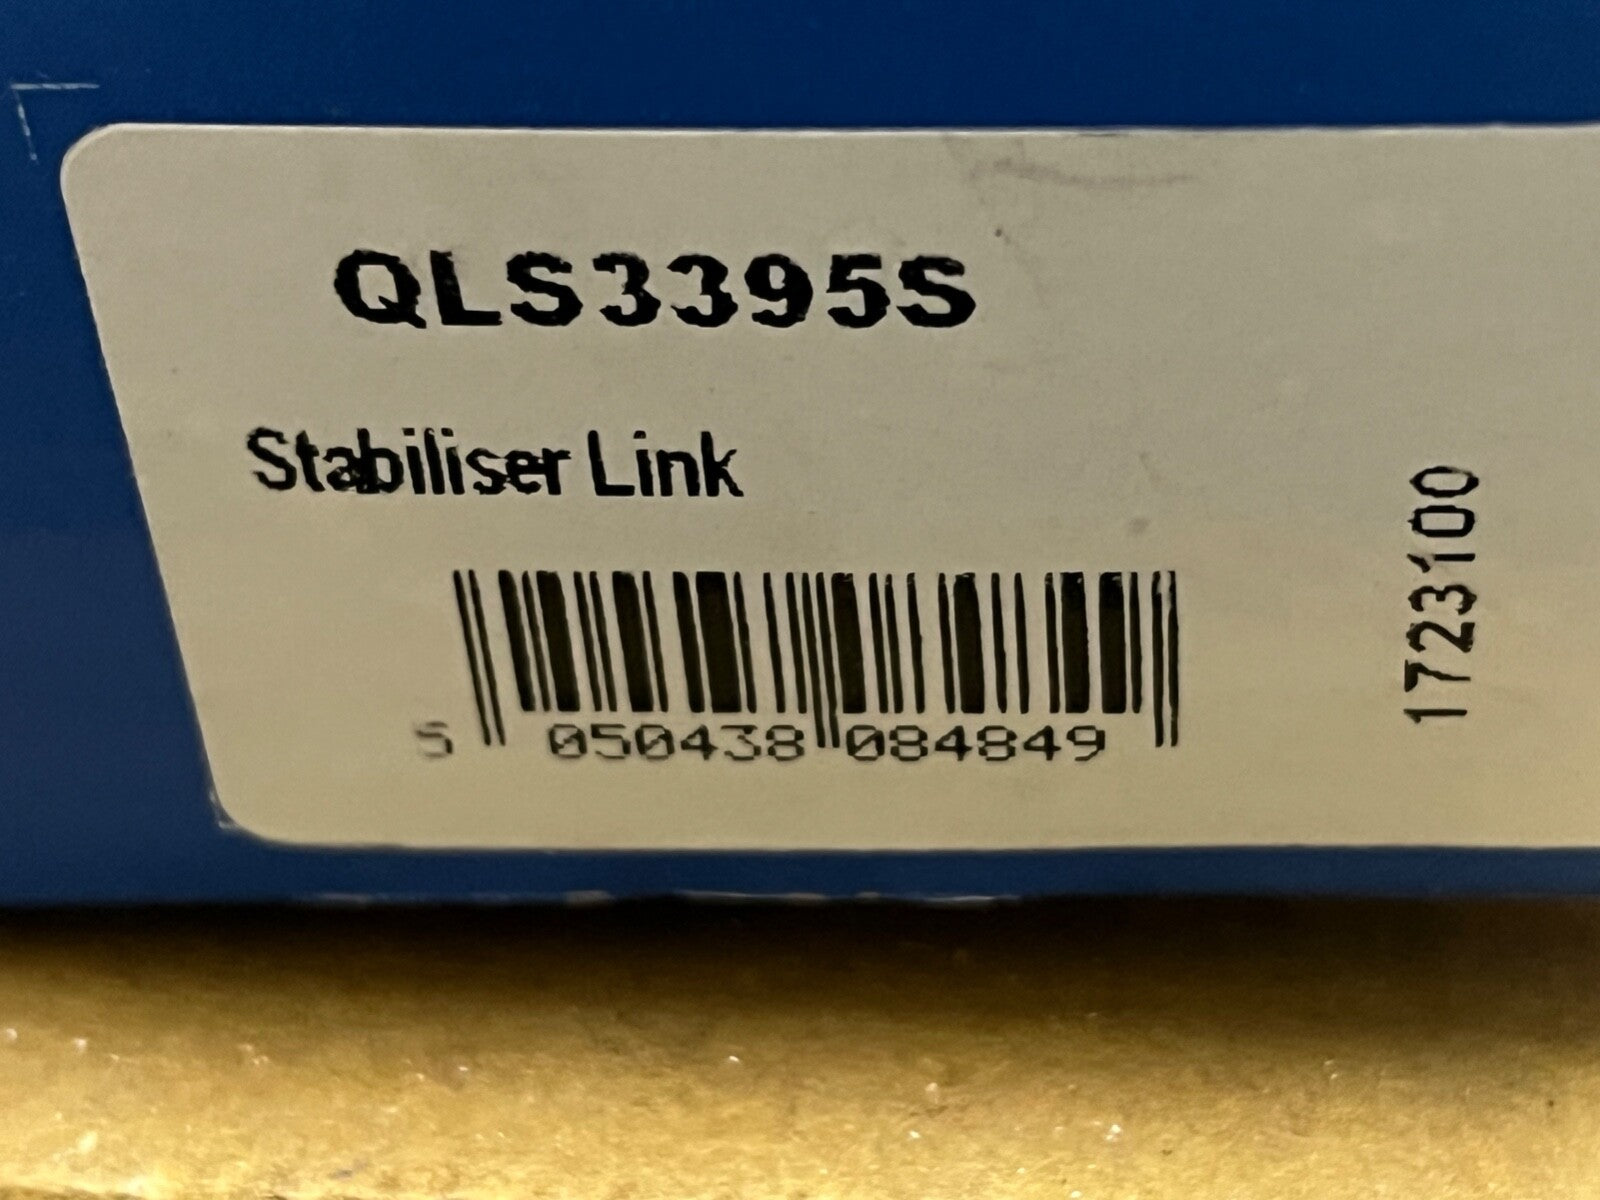 QLS3395S
Stabiliser Link
5 050438 084849
1723100